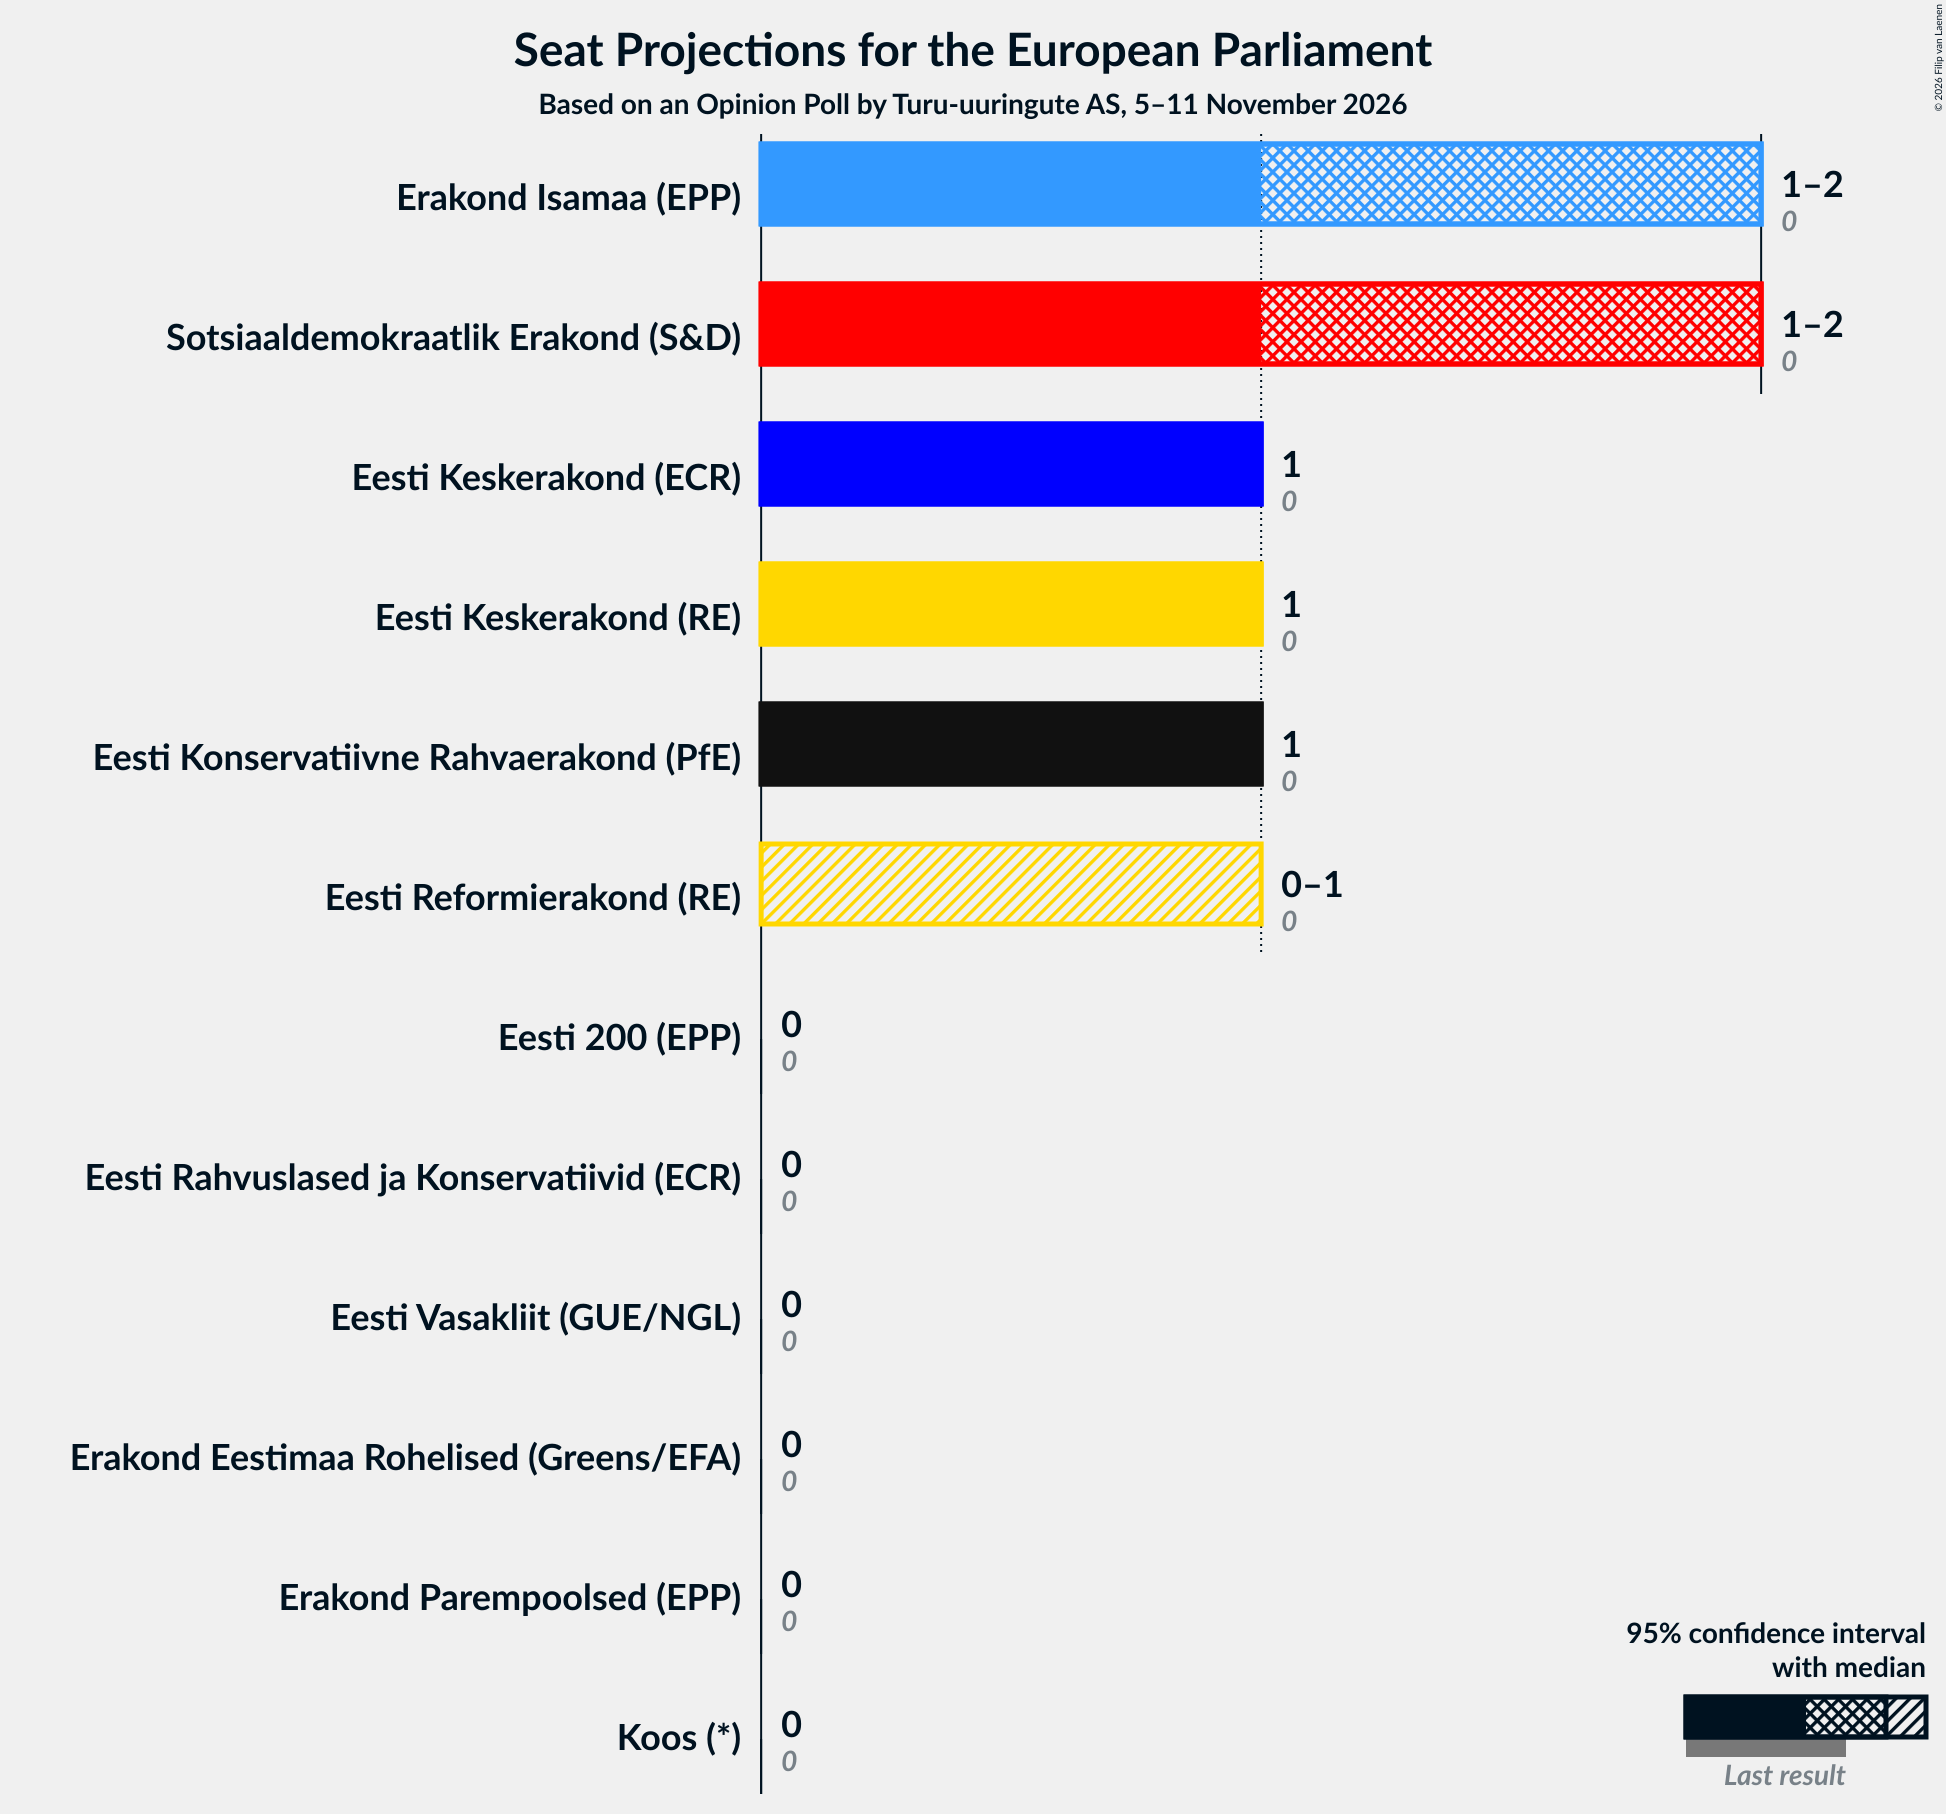 Seat Projections for the European Parliament
Based on an Opinion Poll by Turu-uuringute AS, 5–11 November 2026
© 2026 Filip van Laenen
Erakond Isamaa (EPP)
1–2
0
Sotsiaaldemokraatlik Erakond (S&D)
1–2
0
Eesti Keskerakond (ECR)
1
0
Eesti Keskerakond (RE)
1
0
Eesti Konservatiivne Rahvaerakond (PfE)
1
0
Eesti Reformierakond (RE)
0–1
0
Eesti 200 (EPP)
0
0
Eesti Rahvuslased ja Konservatiivid (ECR)
0
0
Eesti Vasakliit (GUE/NGL)
0
0
Erakond Eestimaa Rohelised (Greens/EFA)
0
0
Erakond Parempoolsed (EPP)
0
0
Koos (*)
0
0
95% confidence interval
with median
Last result